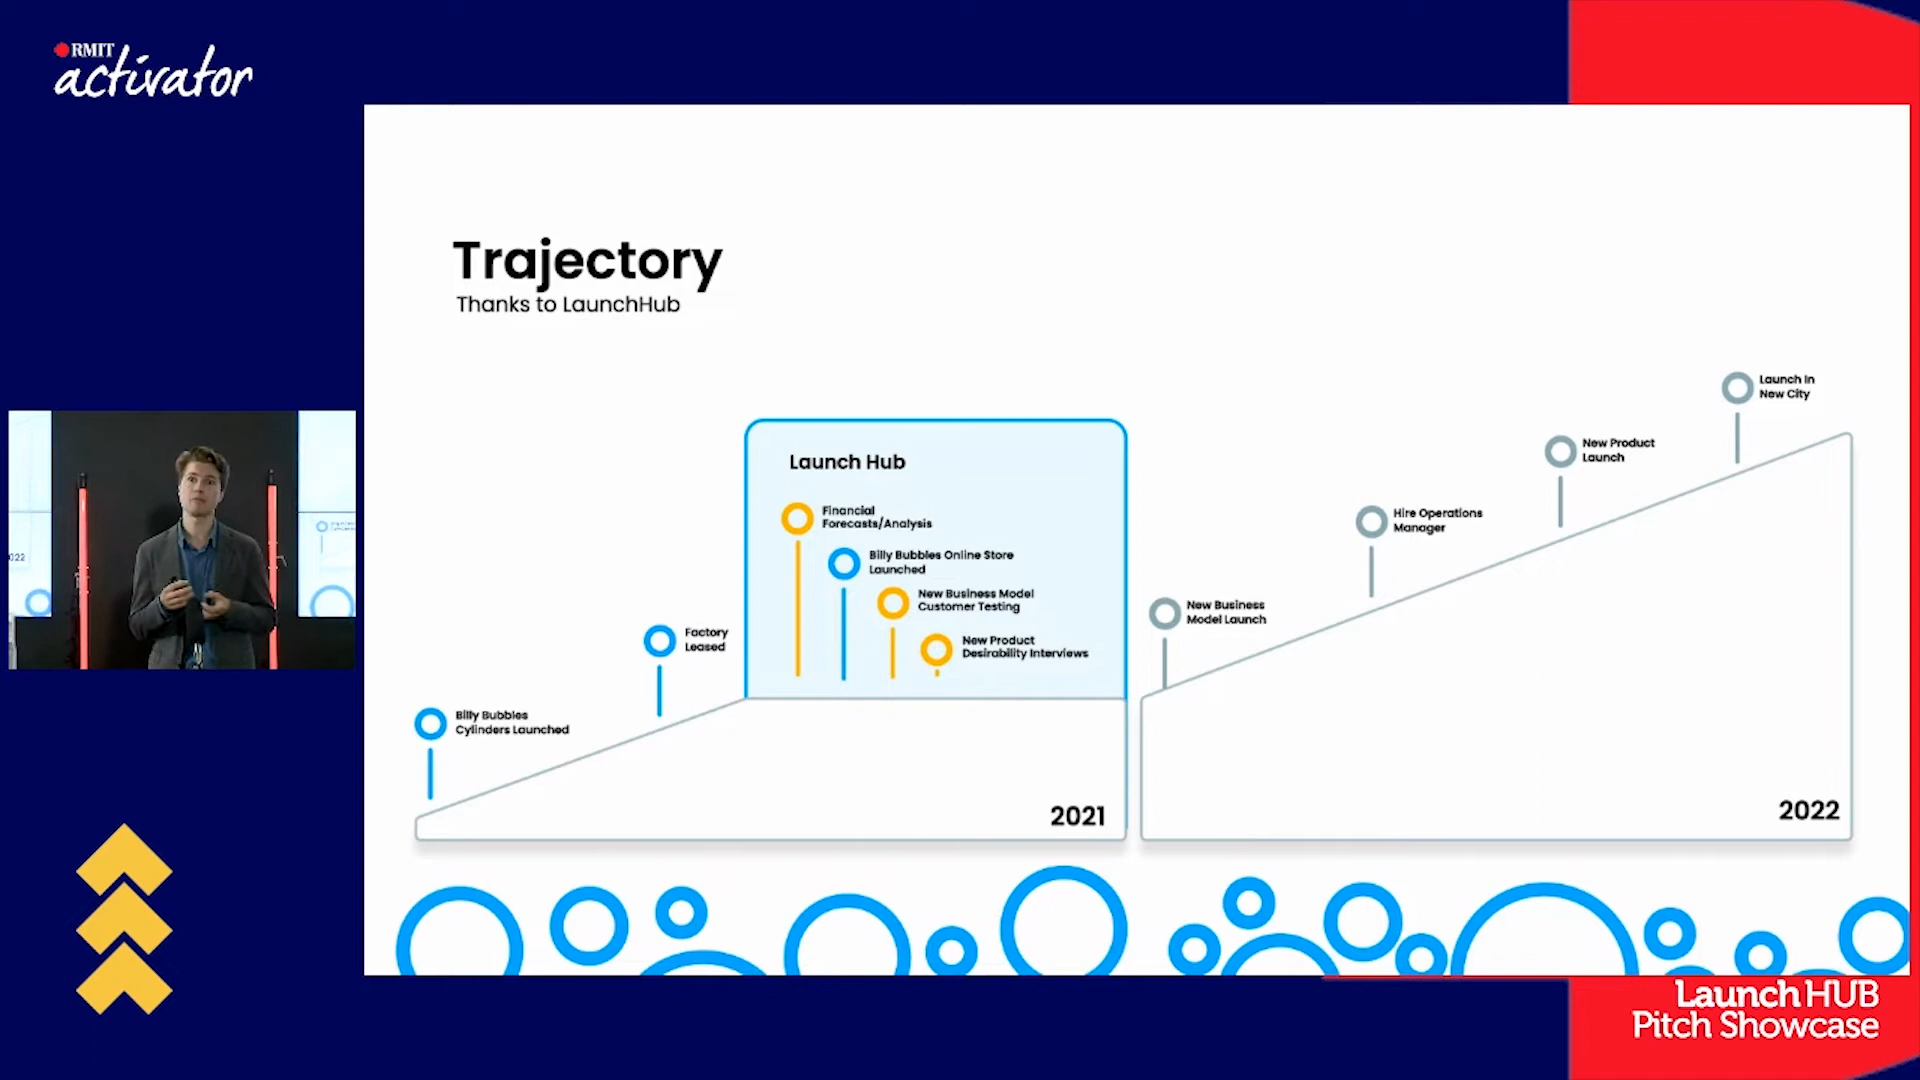 RMIT
activator
Trajectory
Thanks to LaunchHub
Launch Hub
Financial
Forecasts/Analysis
Billy Bubbles Online Store
Launched
New Business Model
Customer Testing
New Product
Desirability Interviews
Factory
Leased
Billy Bubbles
Cylinders Launched
2021
New Business
Model Launch
Hire Operations
Manager
New Product
Launch
Launch In
New City
2022
022
LaunchHUB
Pitch Showcase